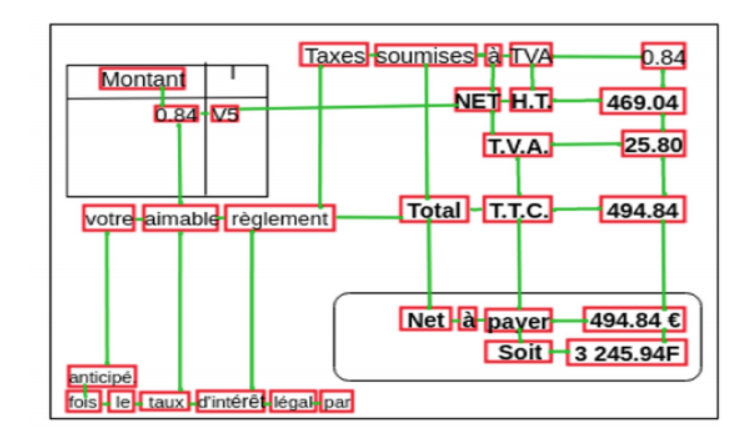 Taxes soumises à TVA 0.84
Montant
0.84 V5
NET H.T. 469.04
T.V.A. 25.80
votre aimable règlement
Total T.T.C. 494.84
Net à payer 494.84 €
Soit 3 245.94F
anticipé.
fois le taux d'intérêt légal par